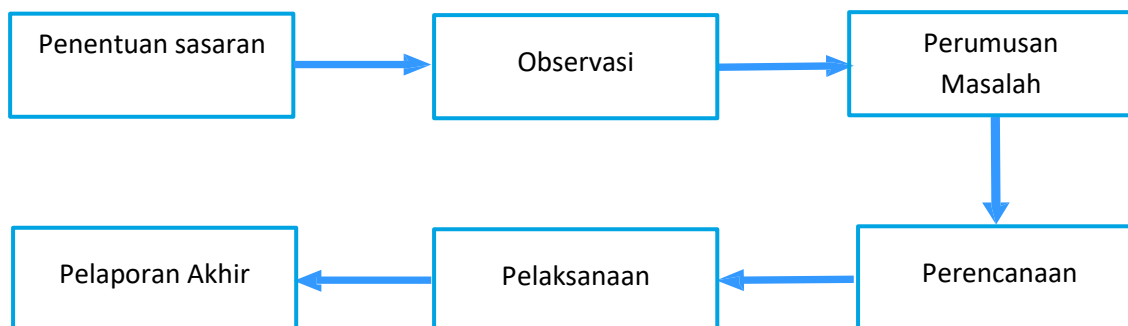 Penentuan sasaran
Observasi
Perumusan
Masalah
Perencanaan
Pelaksanaan
Pelaporan Akhir